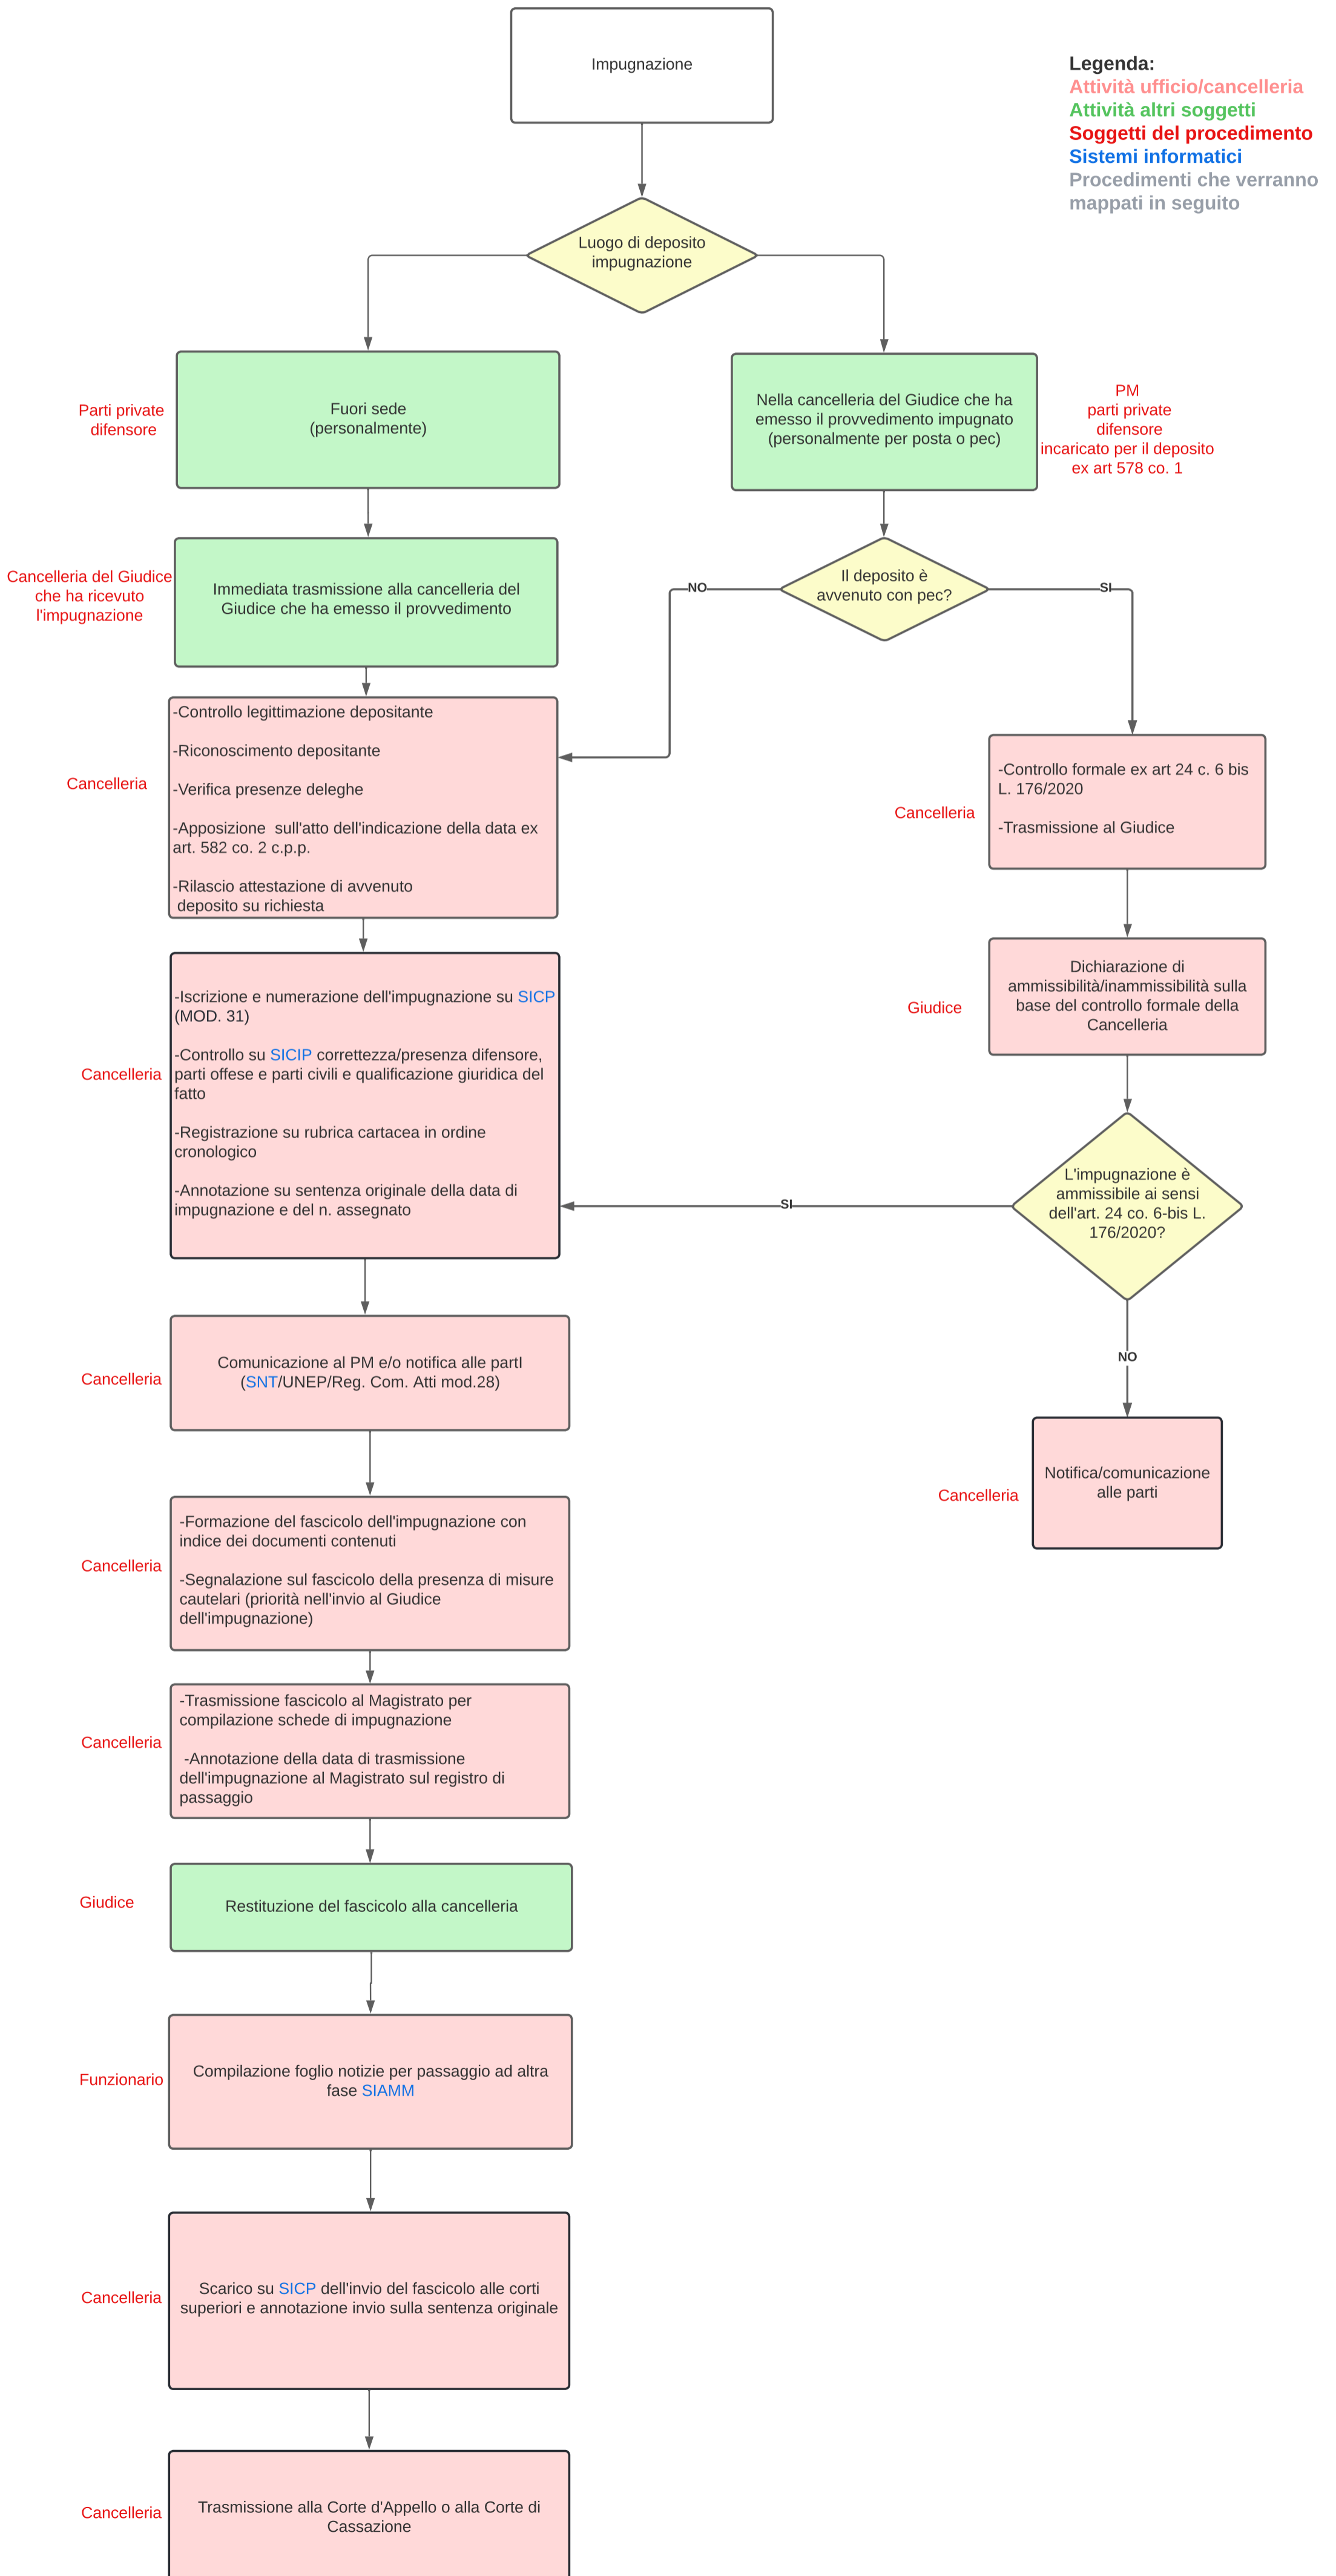 Impugnazione
Legenda:
Attività ufficio/cancelleria
Attività altri soggetti
Soggetti del procedimento
Sistemi informatici
Procedimenti che verranno
mappati in seguito
Luogo di deposito
impugnazione
Parti private
difensore
Fuori sede
(personalmente)
Nella cancelleria del Giudice che ha
emesso il provvedimento impugnato
(personalmente per posta o pec)
PM
parti private
difensore
incaricato per il deposito
ex art 578 co. 1
Cancelleria del Giudice
che ha ricevuto
l'impugnazione
Immediata trasmissione alla cancelleria del
Giudice che ha emesso il provvedimento
Il deposito è
avvenuto con pec?
NO
SI
Cancelleria
-Controllo legittimazione depositante
-Riconoscimento depositante
-Verifica presenze deleghe
-Apposizione  sull'atto dell'indicazione della data ex
art. 582 co. 2 c.p.p.
-Rilascio attestazione di avvenuto
deposito su richiesta
Cancelleria
-Controllo formale ex art 24 c. 6 bis
L. 176/2020
-Trasmissione al Giudice
Giudice
Dichiarazione di
ammissibilità/inammissibilità sulla
base del controllo formale della
Cancelleria
Cancelleria
-Iscrizione e numerazione dell'impugnazione su SICP
(MOD. 31)
-Controllo su SICIP correttezza/presenza difensore,
parti offese e parti civili e qualificazione giuridica del
fatto
-Registrazione su rubrica cartacea in ordine
cronologico
-Annotazione su sentenza originale della data di
impugnazione e del n. assegnato
SI
L'impugnazione è
ammissibile ai sensi
dell'art. 24 co. 6-bis L.
176/2020?
NO
Cancelleria
Comunicazione al PM e/o notifica alle partI
(SNT/UNEP/Reg. Com. Atti mod.28)
Cancelleria
Notifica/comunicazione
alle parti
Cancelleria
-Formazione del fascicolo dell'impugnazione con
indice dei documenti contenuti
-Segnalazione sul fascicolo della presenza di misure
cautelari (priorità nell'invio al Giudice
dell'impugnazione)
Cancelleria
-Trasmissione fascicolo al Magistrato per
compilazione schede di impugnazione
-Annotazione della data di trasmissione
dell'impugnazione al Magistrato sul registro di
passaggio
Giudice
Restituzione del fascicolo alla cancelleria
Funzionario
Compilazione foglio notizie per passaggio ad altra
fase SIAMM
Cancelleria
Scarico su SICP dell'invio del fascicolo alle corti
superiori e annotazione invio sulla sentenza originale
Cancelleria
Trasmissione alla Corte d'Appello o alla Corte di
Cassazione